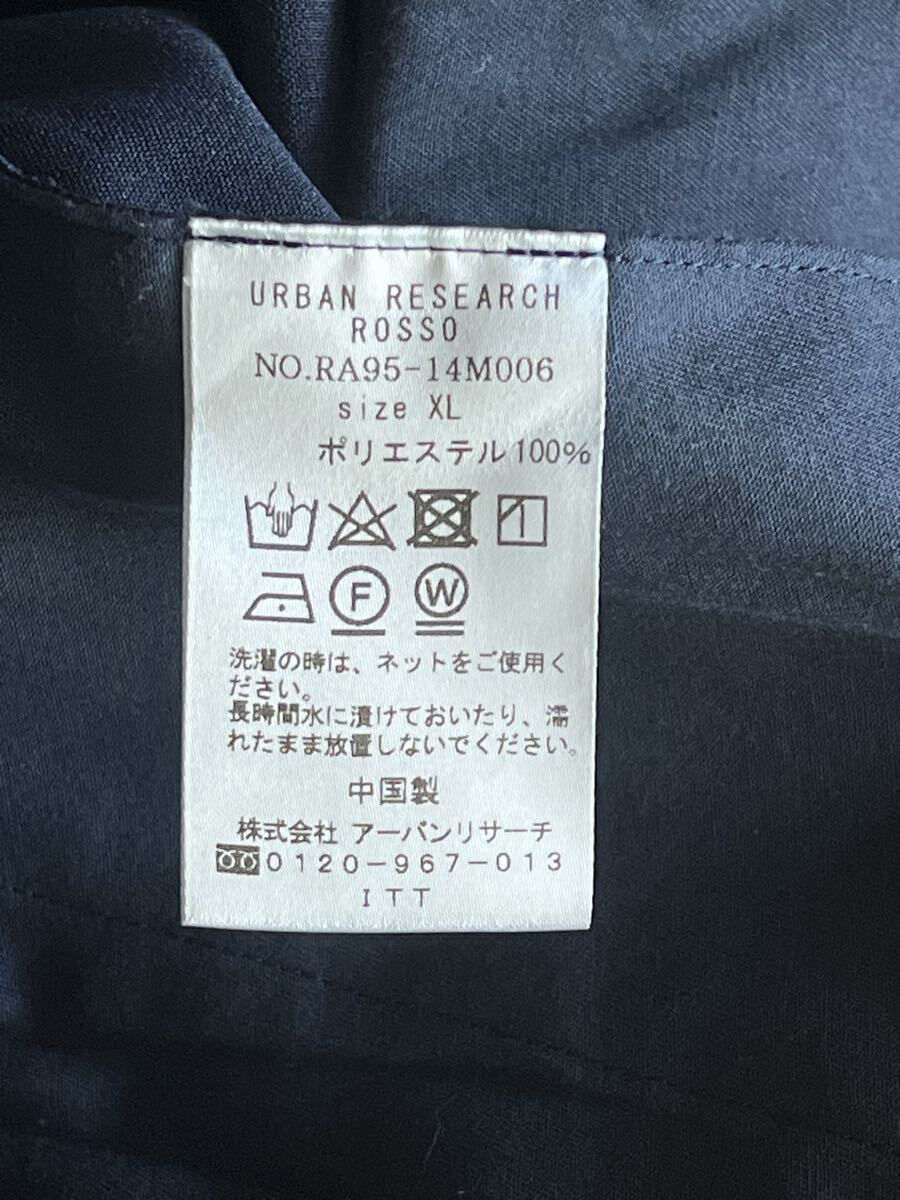 URBAN RESEARCH
ROSSO
NO.RA95-14M006
size XL
ポリエステル100%
F W
洗濯の時は、ネットをご使用く
ださい。
長時間水に漬けておいたり、濡
れたまま放置しないでください。
中国製
株式会社 アーバンリサーチ
0120-967-013
ITT